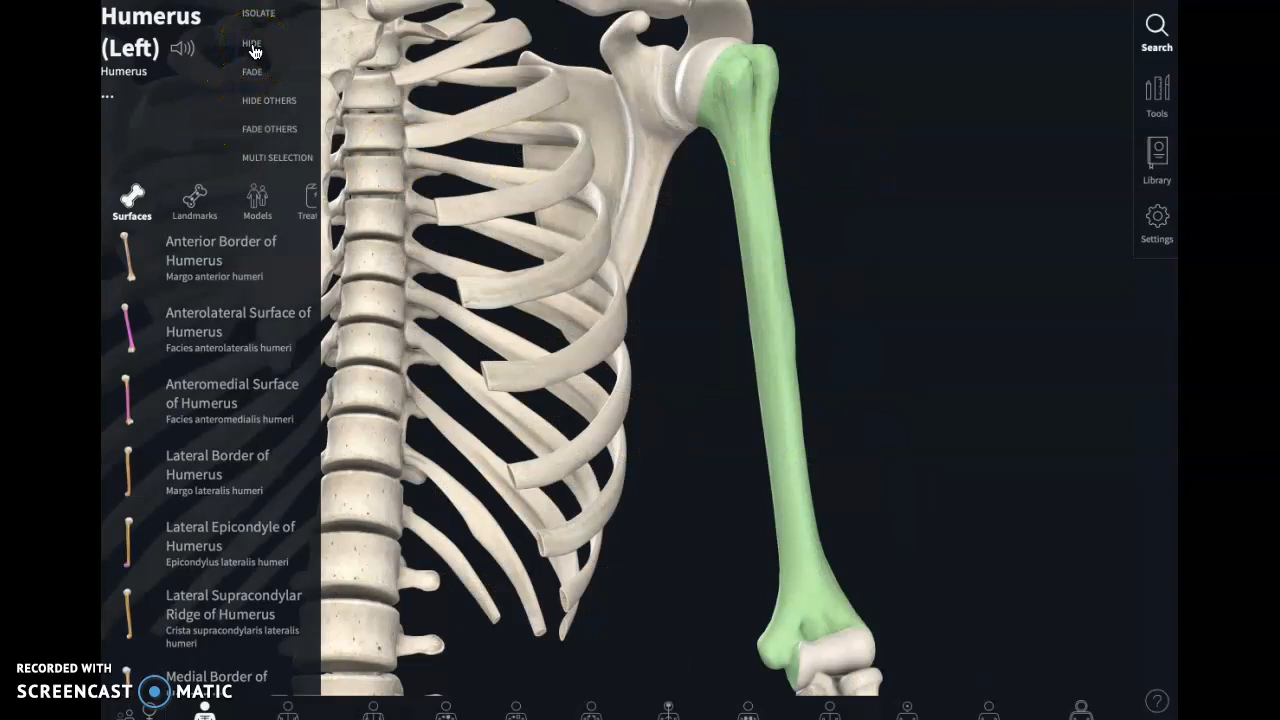 Humerus
(Left)
Humerus
...
ISOLATE
HIDE
FADE
HIDE OTHERS
FADE OTHERS
MULTI SELECTION
Surfaces
Landmarks
Models
Anterior Border of
Humerus
Margo anterior humeri
Anterolateral Surface of
Humerus
Facies anterolateralis humeri
Anteromedial Surface
of Humerus
Facies anteromedialis humeri
Lateral Border of
Humerus
Margo lateralis humeri
Lateral Epicondyle of
Humerus
Epicondylus lateralis humeri
Lateral Supracondylar
Ridge of Humerus
Crista supracondylaris lateralis
humeri
Medial Border of
Search
Tools
Library
Settings
?
RECORDED WITH
SCREENCAST MATIC